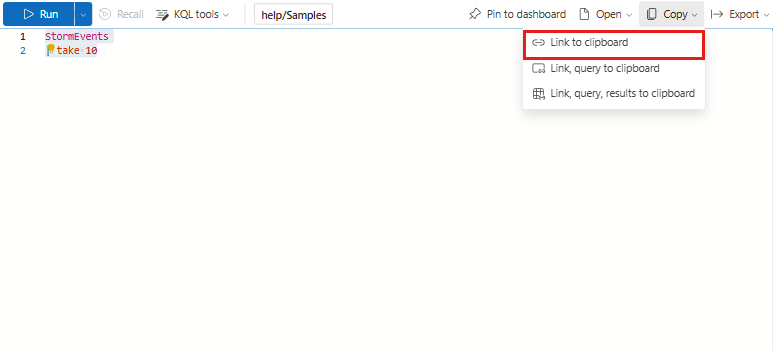 Run Recall KQL tools help/Samples Pin to dashboard Open Copy Export
1 StormEvents
2 | take 10
Link to clipboard
Link, query to clipboard
Link, query, results to clipboard